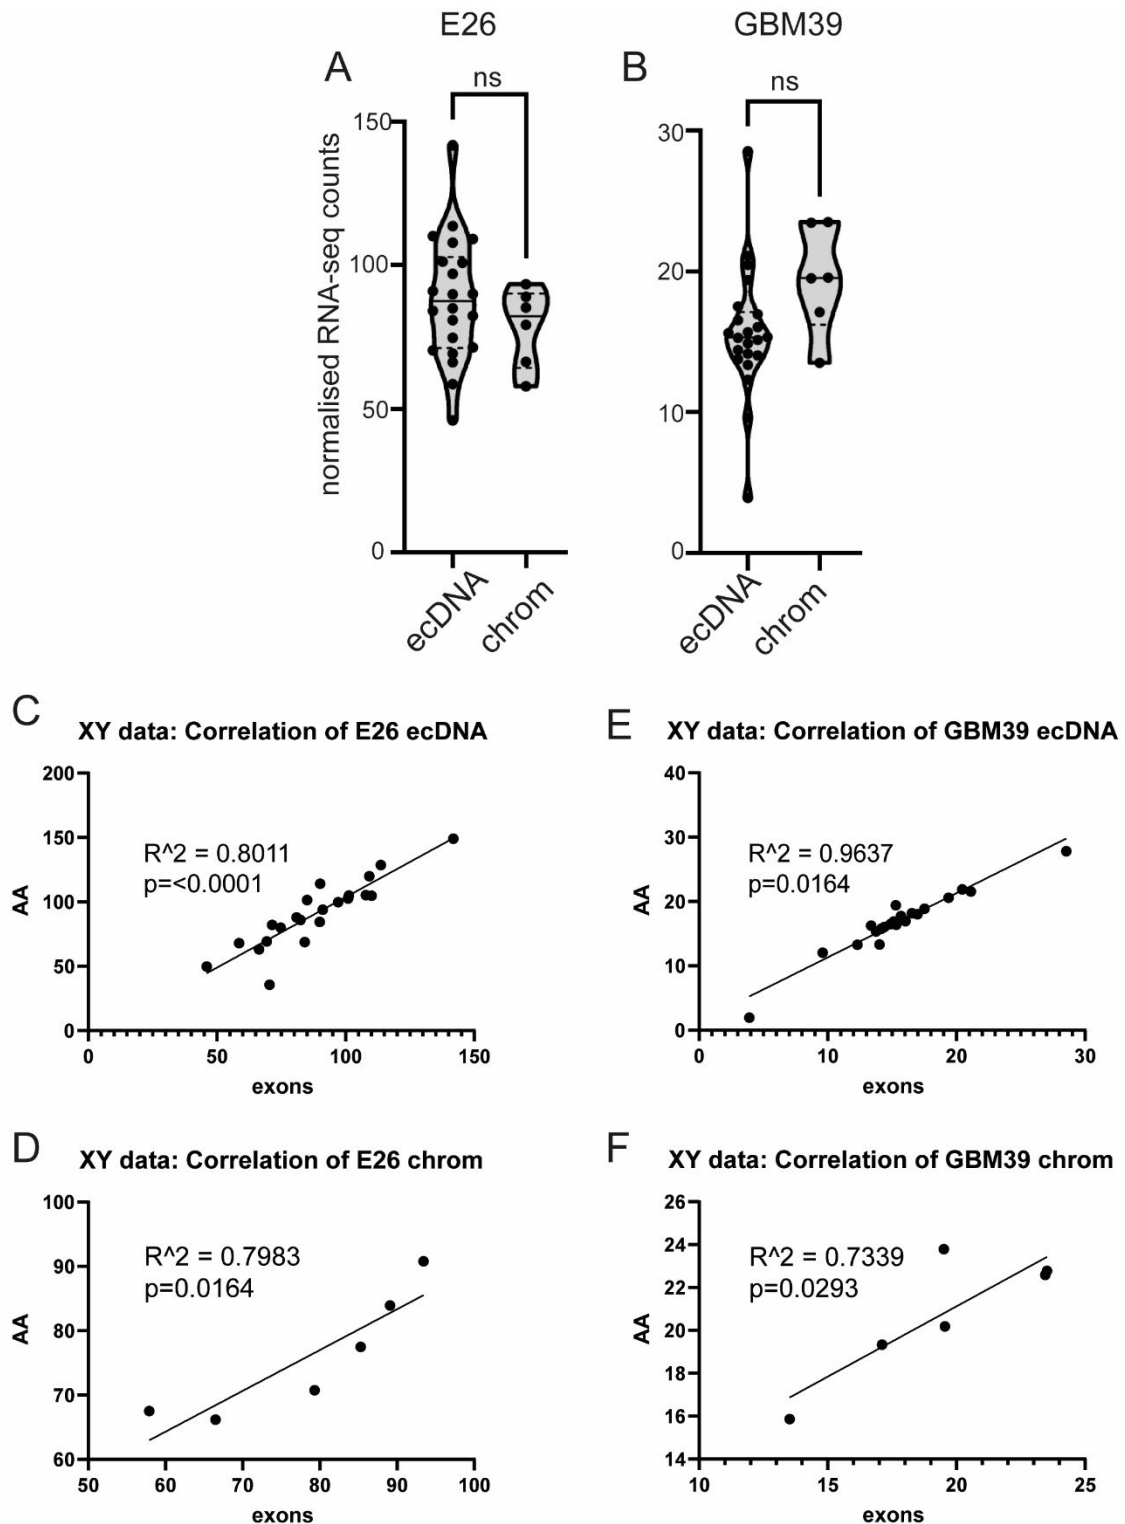 E26
GBM39
A
B
ns
ns
normalised RNA-seq counts
150
100
50
0
30
20
10
0
ecDNA
chrom
ecDNA
chrom
C
XY data: Correlation of E26 ecDNA
200
150
100
50
0
AA
R^2 = 0.8011
p=<0.0001
0
50
100
150
exons
E
XY data: Correlation of GBM39 ecDNA
40
30
20
10
0
AA
R^2 = 0.9637
p=0.0164
0
10
20
30
exons
D
XY data: Correlation of E26 chrom
100
90
80
70
60
AA
R^2 = 0.7983
p=0.0164
50
60
70
80
90
100
exons
F
XY data: Correlation of GBM39 chrom
26
24
22
20
18
16
14
AA
R^2 = 0.7339
p=0.0293
10
15
20
25
exons